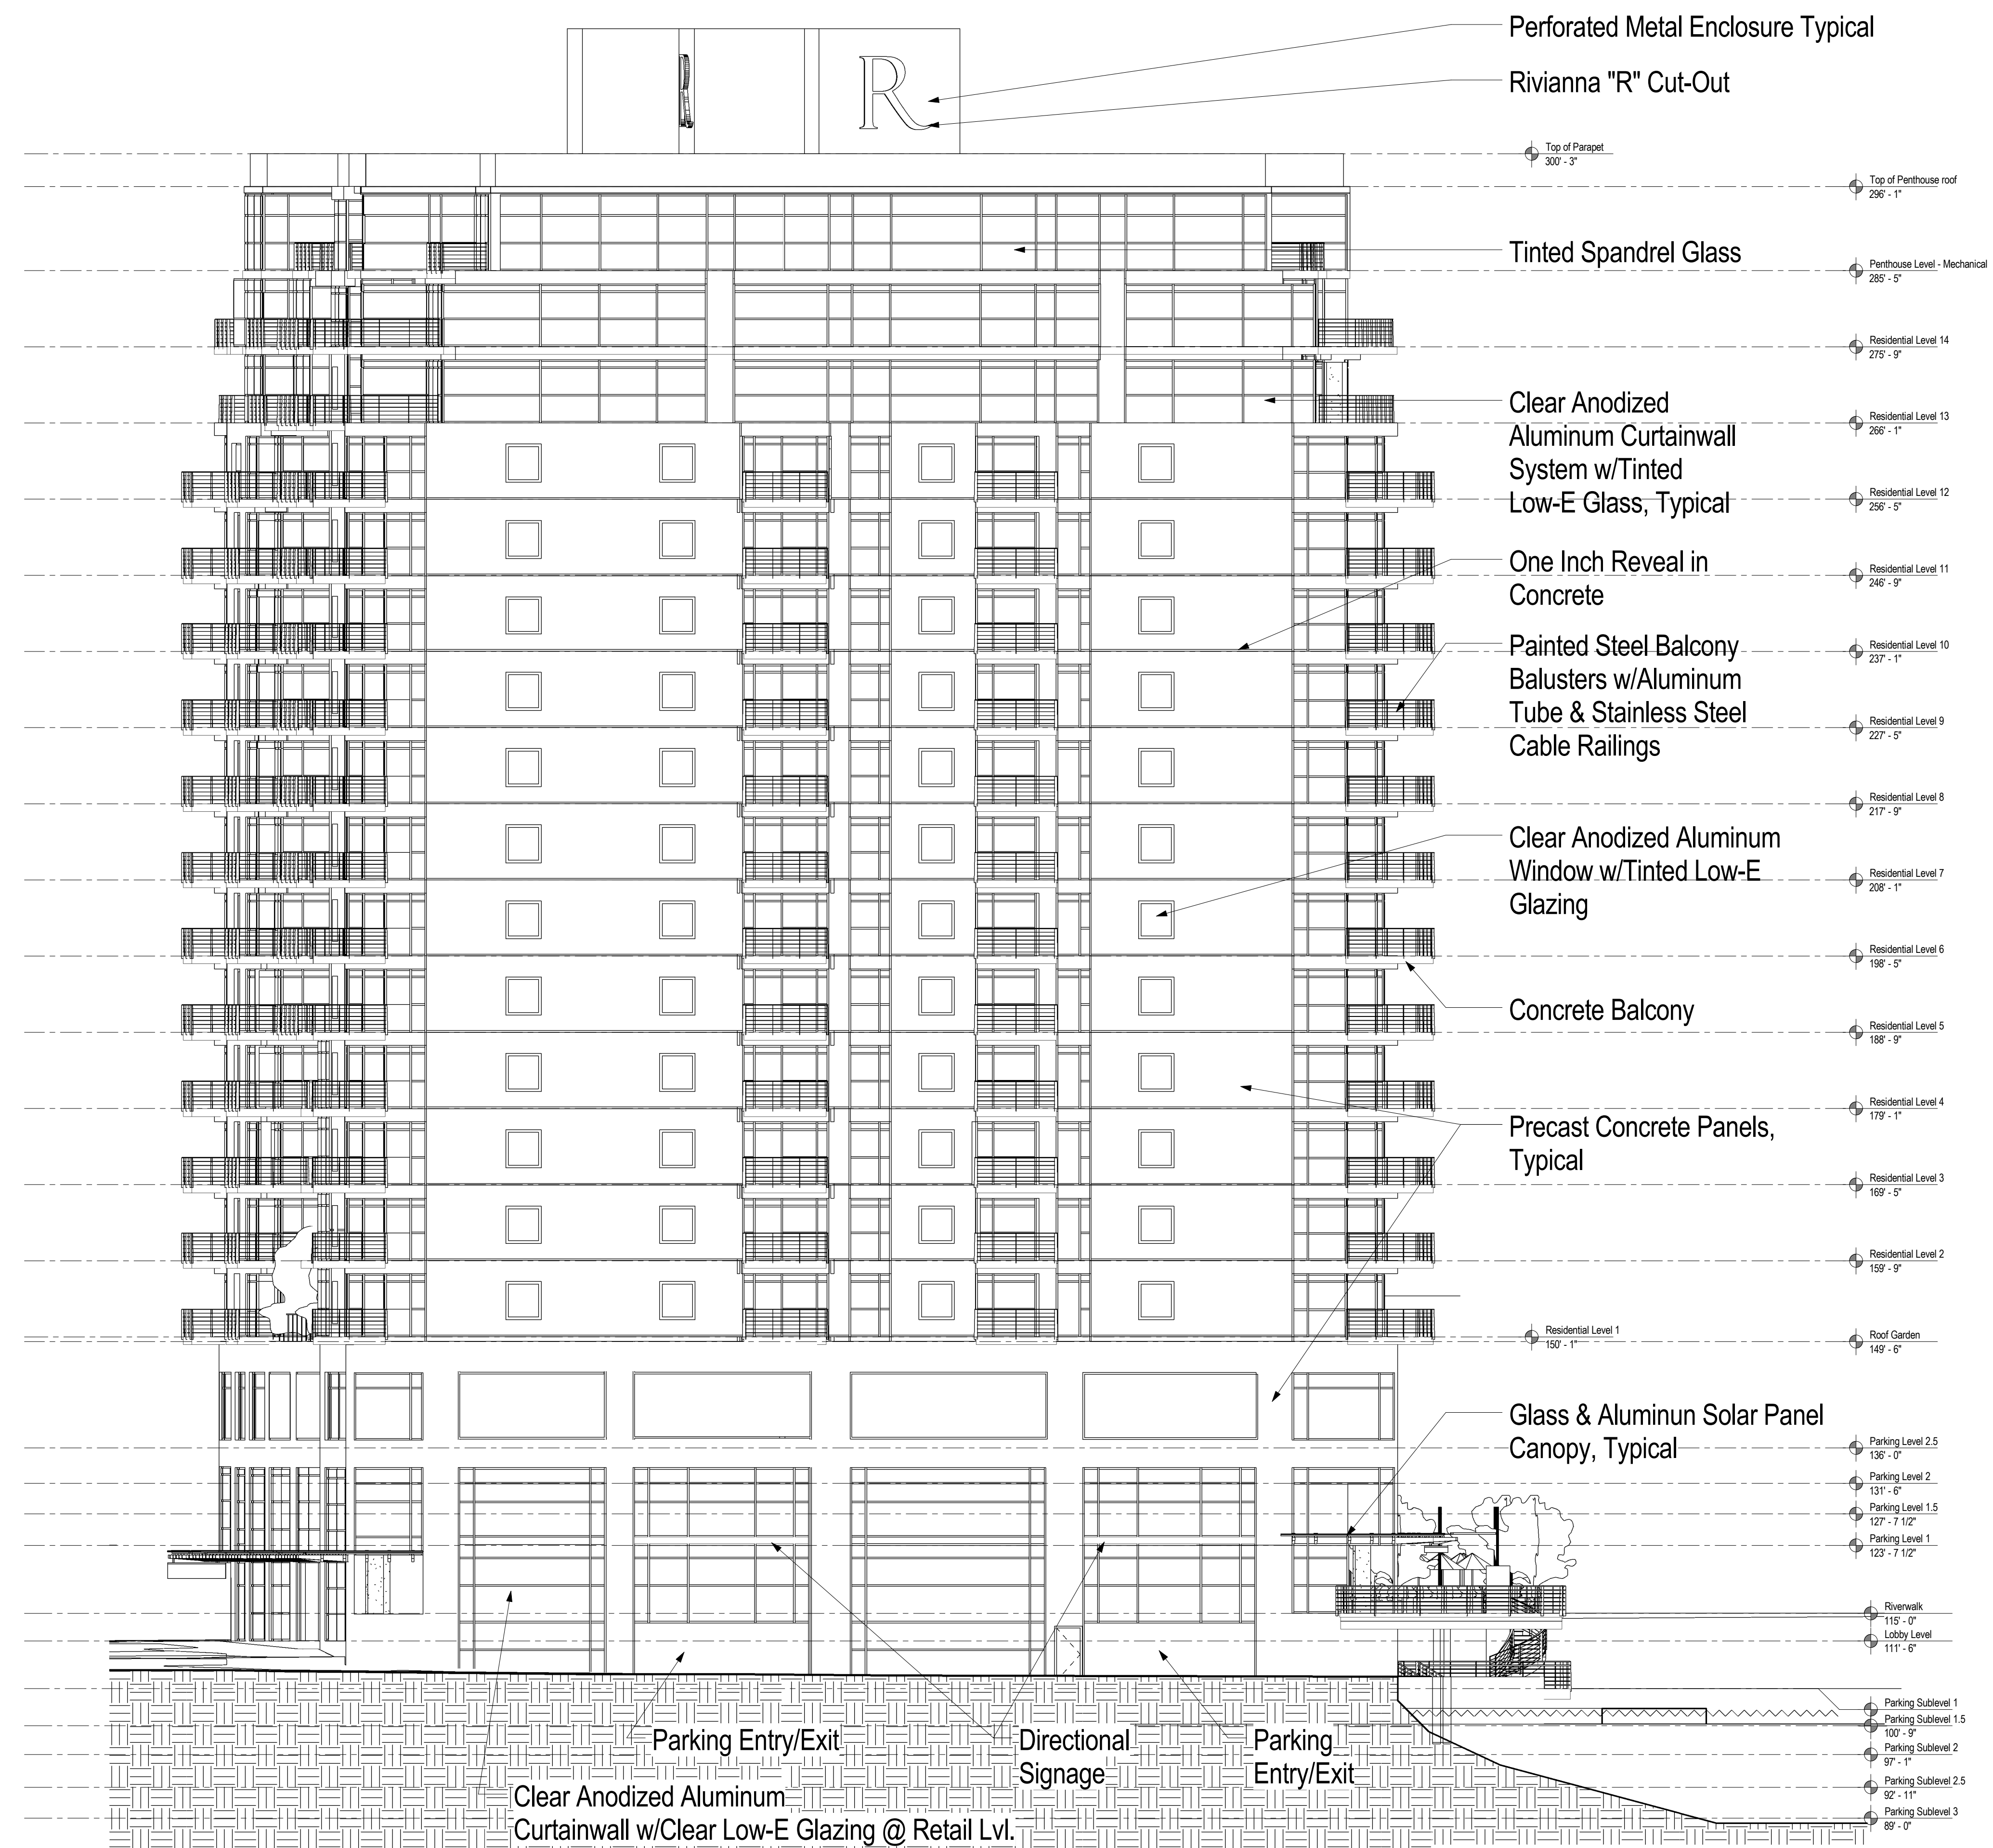 Perforated Metal Enclosure Typical
Rivianna "R" Cut-Out
R
Top of Parapet
300' - 3"
Top of Penthouse roof
296' - 1"
Tinted Spandrel Glass
Penthouse Level - Mechanical
285' - 5"
Residential Level 14
275' - 9"
Clear Anodized
Aluminum Curtainwall
System w/Tinted
Low-E Glass, Typical
Residential Level 13
266' - 1"
Residential Level 12
256' - 5"
One Inch Reveal in
Concrete
Residential Level 11
246' - 9"
Painted Steel Balcony
Balusters w/Aluminum
Tube & Stainless Steel
Cable Railings
Residential Level 10
237' - 1"
Residential Level 9
227' - 5"
Residential Level 8
217' - 9"
Clear Anodized Aluminum
Window w/Tinted Low-E
Glazing
Residential Level 7
208' - 1"
Residential Level 6
198' - 5"
Concrete Balcony
Residential Level 5
188' - 9"
Residential Level 4
179' - 1"
Precast Concrete Panels,
Typical
Residential Level 3
169' - 5"
Residential Level 2
159' - 9"
Residential Level 1
150' - 1"
Roof Garden
149' - 6"
Glass & Aluminun Solar Panel
Canopy, Typical
Parking Level 2.5
136' - 0"
Parking Level 2
131' - 6"
Parking Level 1.5
127' - 7 1/2"
Parking Level 1
123' - 7 1/2"
Riverwalk
115' - 0"
Lobby Level
111' - 6"
Parking Sublevel 1
Parking Sublevel 1.5
100' - 9"
Parking Sublevel 2
97' - 1"
Parking Sublevel 2.5
92' - 11"
Parking Sublevel 3
89' - 0"
Parking Entry/Exit
Directional
Signage
Parking
Entry/Exit
Clear Anodized Aluminum
Curtainwall w/Clear Low-E Glazing @ Retail Lvl.